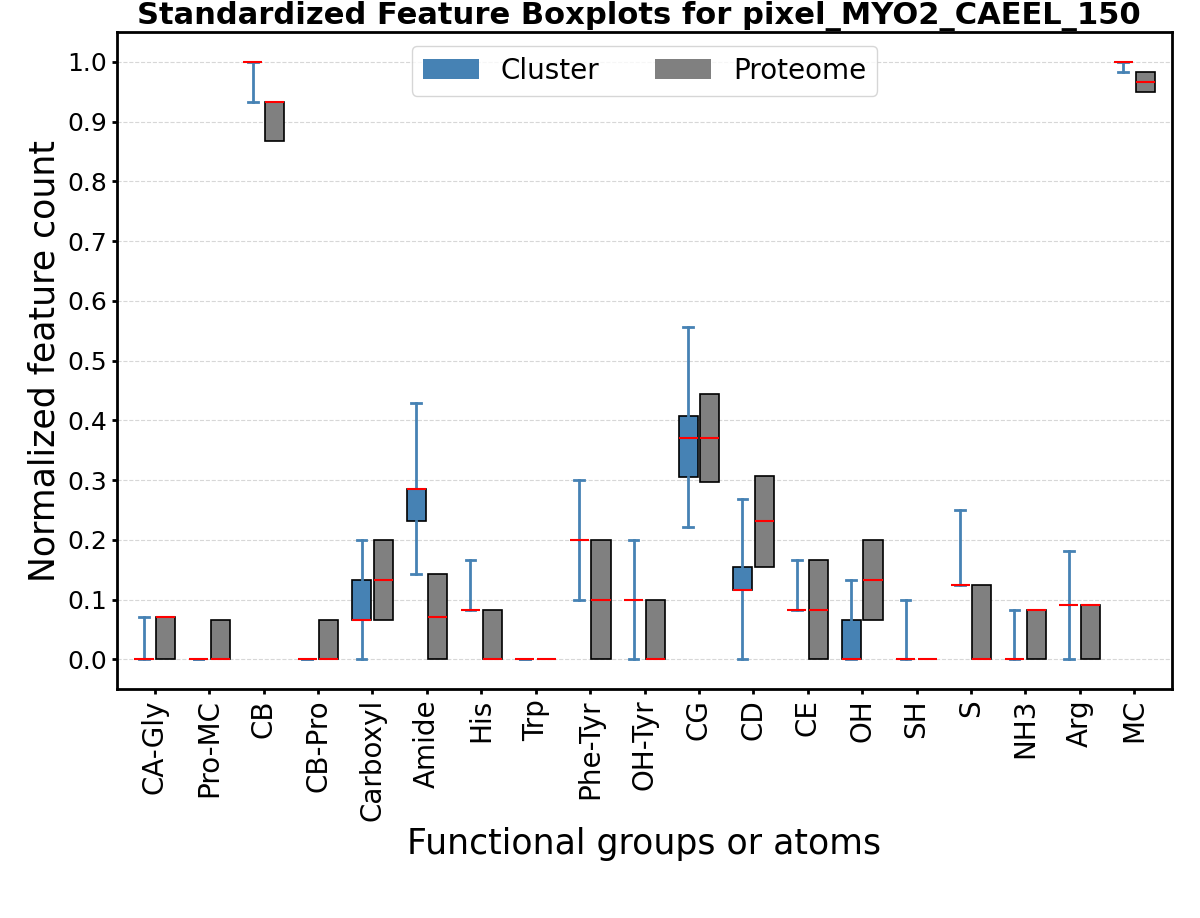 Standardized Feature Boxplots for pixel_MYO2_CAEEL_150
Cluster
Proteome
Normalized feature count
1.0
0.9
0.8
0.7
0.6
0.5
0.4
0.3
0.2
0.1
0.0
CA-Gly
Pro-MC
CB
CB-Pro
Carboxyl
Amide
His
Trp
Phe-Tyr
OH-Tyr
CG
CD
CE
OH
SH
S
NH3
Arg
MC
Functional groups or atoms